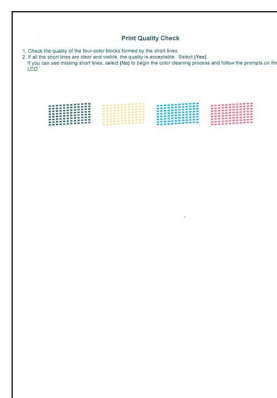 Print Quality Check
1. Check the quality of the four-color blocks formed by the short lines.
2. If all the short lines are clear and visible, the quality is acceptable. Select [Yes].
If you can see missing short lines, select [No] to begin the color cleaning process and follow the prompts on the
LCD.